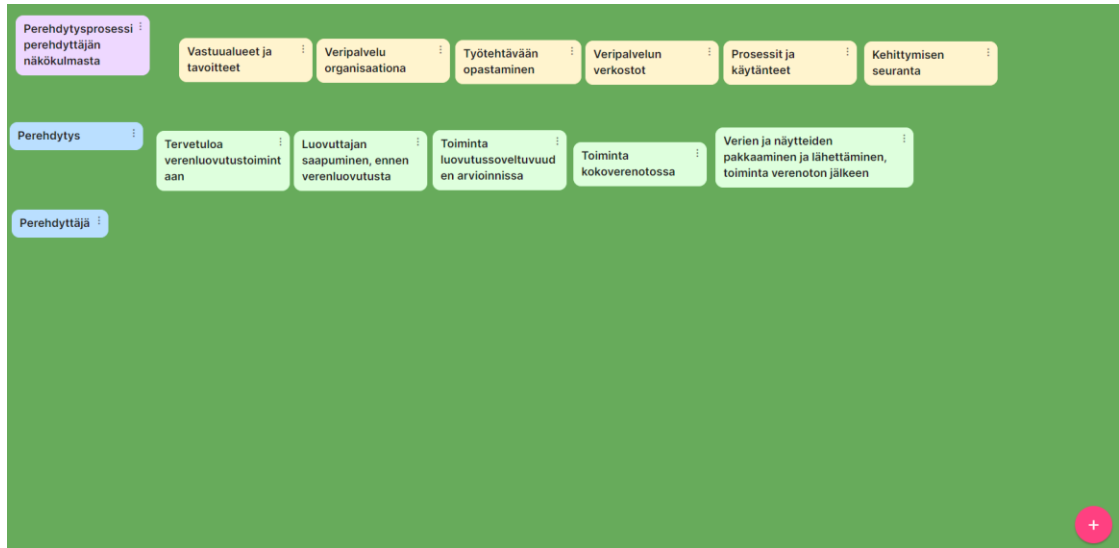 Perehdytysprosessi
perehdyttäjän
näkökulmasta
Vastuualueet ja
tavoitteet
Veripalvelu
organisaationa
Työtehtävään
opastaminen
Veripalvelun
verkostot
Prosessit ja
käytänteet
Kehittymisen
seuranta
Perehdytys
Tervetuloa
verenluovutustoimint
aan
Luovuttajan
saapuminen, ennen
verenluovutusta
Toiminta
luovutussoveltuvuud
en arvioinnissa
Toiminta
kokoverenotossa
Verien ja näytteiden
pakkaaminen ja lähettäminen,
toiminta verenoton jälkeen
Perehdyttäjä
+